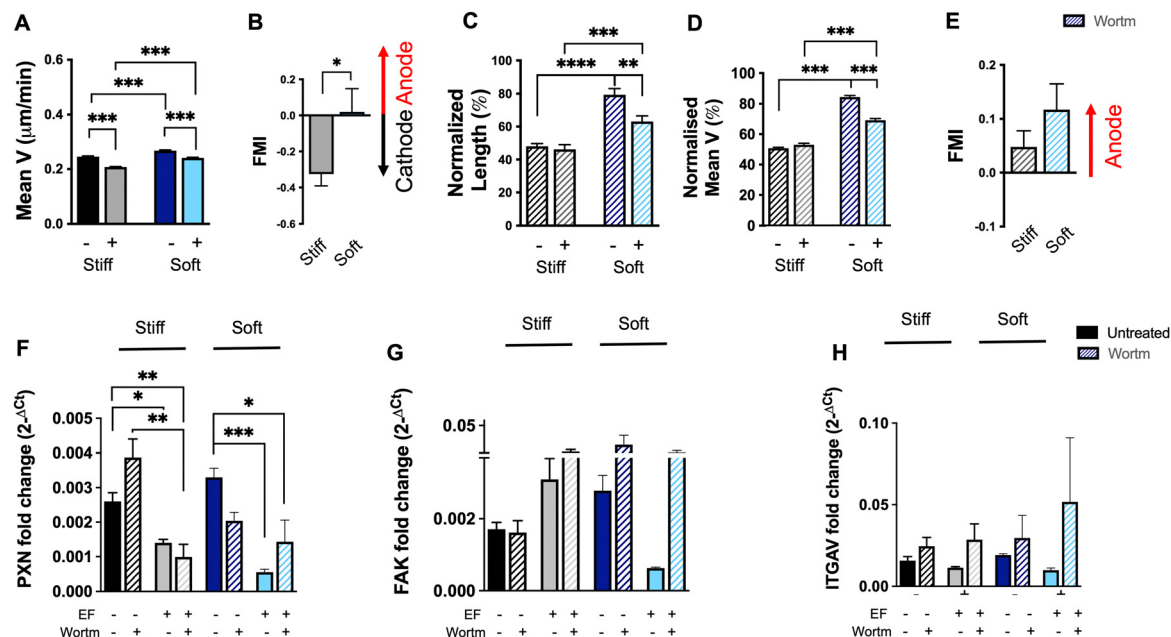 A
Mean V (μm/min)
0.6
0.4
0.2
0.0
***
***
***
***
- + - +
Stiff Soft
B
FMI
0.2
0.0
-0.2
-0.4
-0.6
*
Stiff
Soft
Cathode Anode
C
Normalized
Length (%)
100
80
60
40
20
0
***
****
**
- + - +
Stiff Soft
D
Normalised
Mean V (%)
100
80
60
40
20
0
***
***
***
- + - +
Stiff Soft
E
Wortm
FMI
0.2
0.1
0.0
-0.1
Stiff
Soft
Anode
F
Stiff Soft
PXN fold change (2-ΔCt)
0.005
0.004
0.003
0.002
0.001
0.000
**
*
**
*
***
EF - - + + - - + +
Wortm - + - + - + - +
G
Stiff Soft
FAK fold change (2-ΔCt)
0.05
0.002
0.000
- - + + - - + +
- + - + - + - +
H
Stiff Soft
Untreated
Wortm
ITGAV fold change (2-ΔCt)
0.10
0.05
0.00
EF - - + + - - + +
Wortm - + - + - + - +